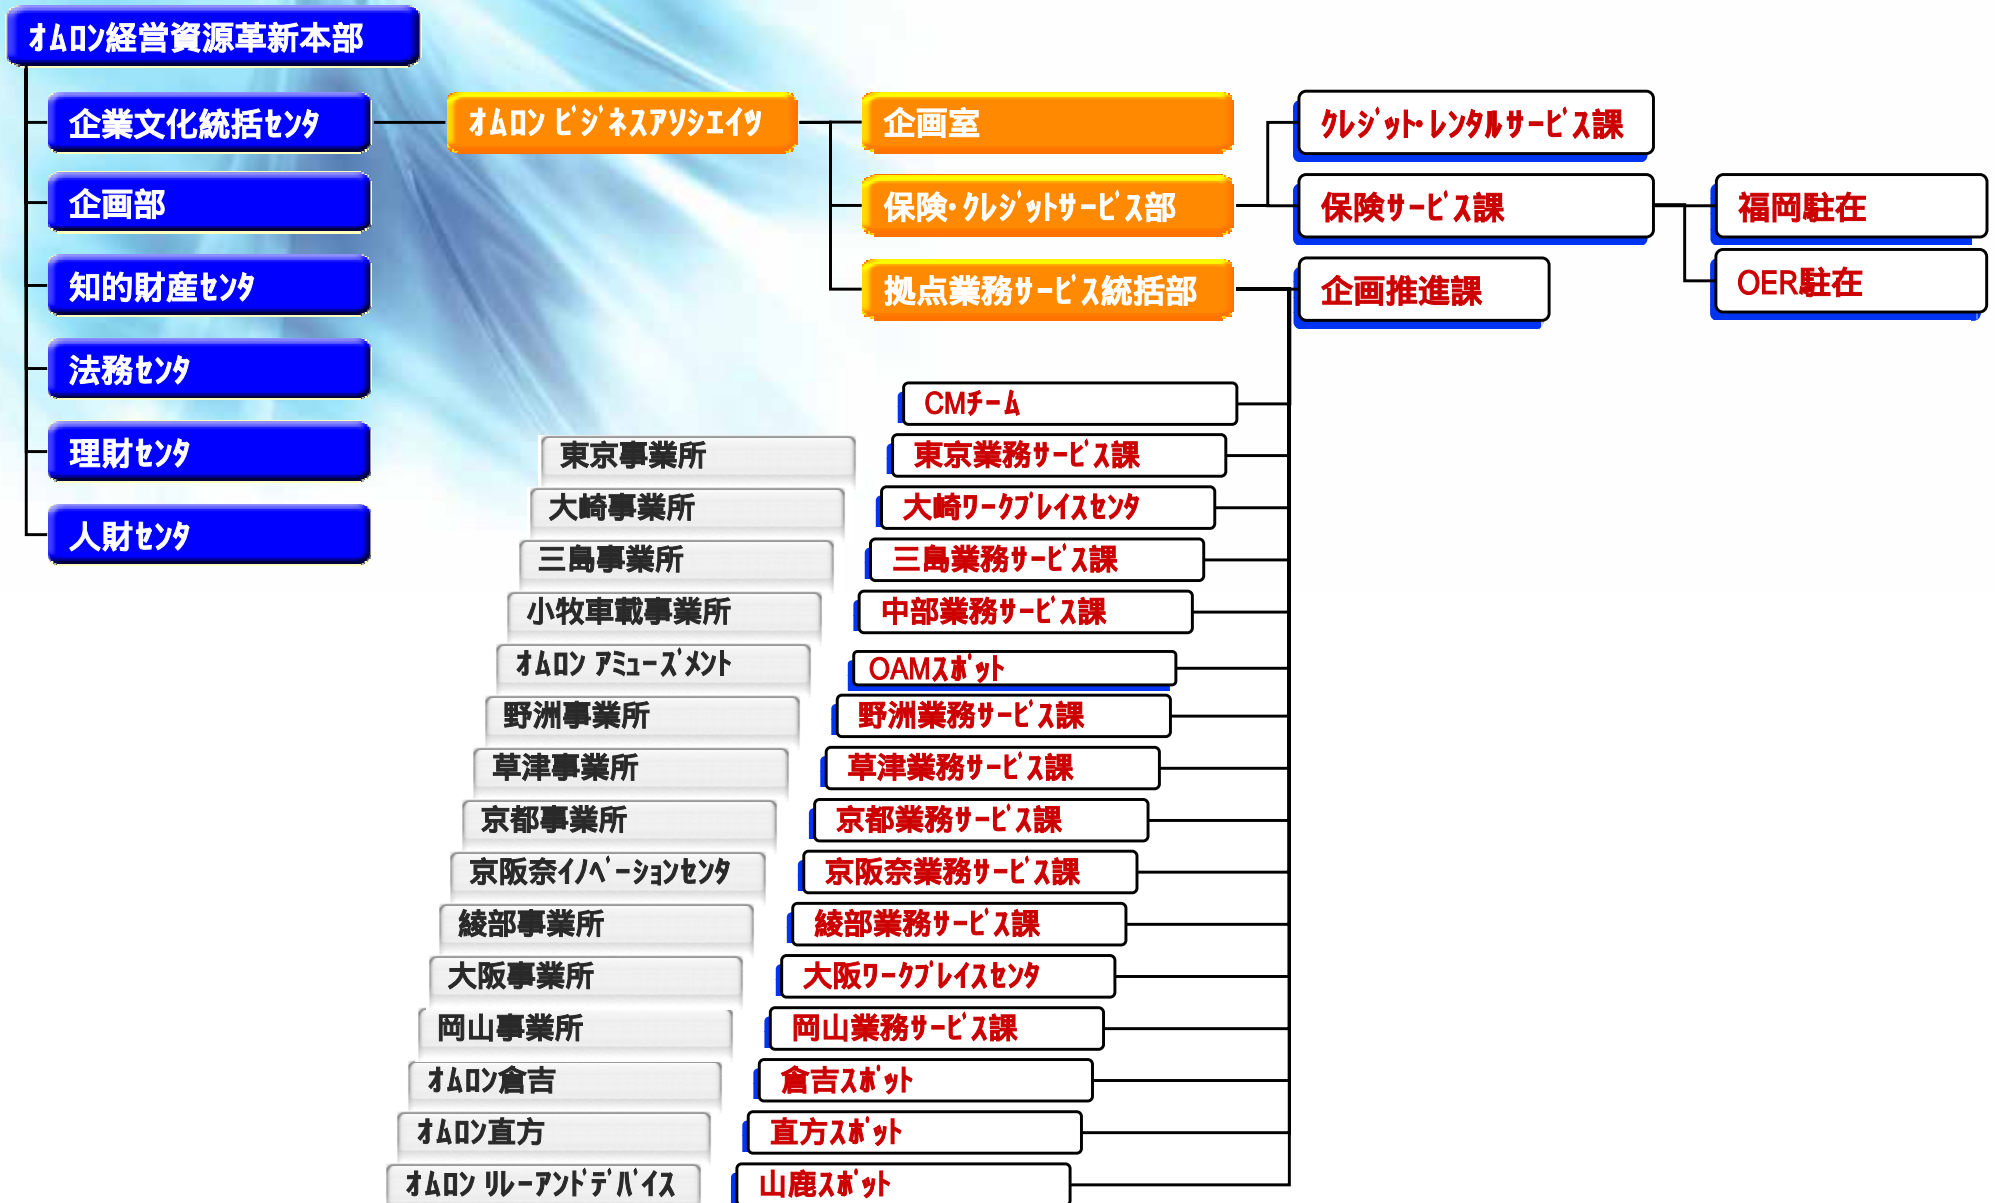 ｵﾑﾛﾝ経営資源革新本部
企業文化統括ｾﾝﾀ
ｵﾑﾛﾝ ﾋﾞｼﾞﾈｽｱｿｼｴｲﾂ
企画室
ｸﾚｼﾞｯﾄ･ﾚﾝﾀﾙｻｰﾋﾞｽ課
企画部
保険･ｸﾚｼﾞｯﾄｻｰﾋﾞｽ部
保険ｻｰﾋﾞｽ課
福岡駐在
知的財産ｾﾝﾀ
拠点業務ｻｰﾋﾞｽ統括部
企画推進課
OER駐在
法務ｾﾝﾀ
CMﾁｰﾑ
理財ｾﾝﾀ
東京事業所
東京業務ｻｰﾋﾞｽ課
大崎事業所
大崎ﾜｰｸﾌﾟﾚｲｽｾﾝﾀ
人財ｾﾝﾀ
三島事業所
三島業務ｻｰﾋﾞｽ課
小牧車載事業所
中部業務ｻｰﾋﾞｽ課
ｵﾑﾛﾝ ｱﾐｭｰｽﾞﾒﾝﾄ
OAMｽﾎﾟｯﾄ
野洲事業所
野洲業務ｻｰﾋﾞｽ課
草津事業所
草津業務ｻｰﾋﾞｽ課
京都事業所
京都業務ｻｰﾋﾞｽ課
京阪奈ｲﾉﾍﾞｰｼｮﾝｾﾝﾀ
京阪奈業務ｻｰﾋﾞｽ課
綾部事業所
綾部業務ｻｰﾋﾞｽ課
大阪事業所
大阪ﾜｰｸﾌﾟﾚｲｽｾﾝﾀ
岡山事業所
岡山業務ｻｰﾋﾞｽ課
ｵﾑﾛﾝ倉吉
倉吉ｽﾎﾟｯﾄ
ｵﾑﾛﾝ直方
直方ｽﾎﾟｯﾄ
ｵﾑﾛﾝ ﾘﾚｰｱﾝﾄﾞﾃﾞﾊﾞｲｽ
山鹿ｽﾎﾟｯﾄ